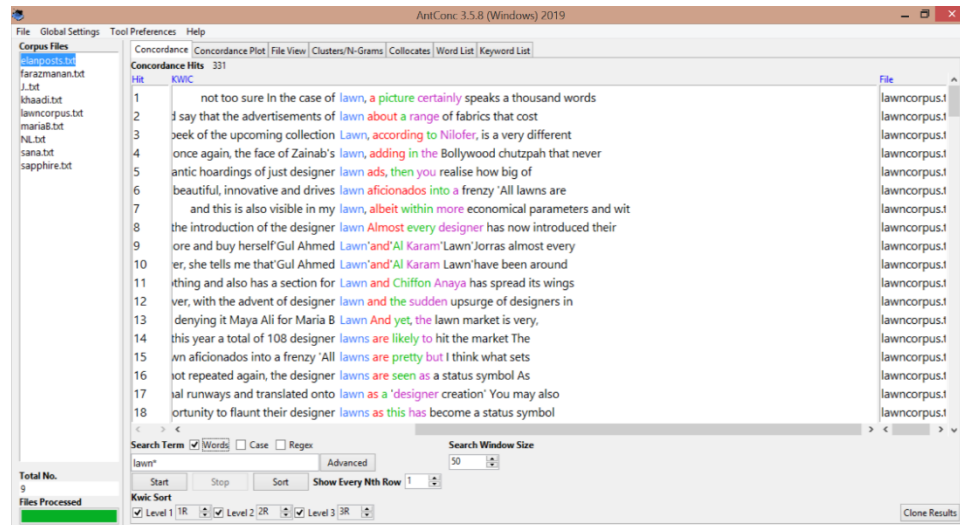 AntConc 3.5.8 (Windows) 2019
File Global Settings Tool Preferences Help
Corpus Files
elanposts.txt
farazmanan.txt
J..txt
khaadi.txt
lawncorpus.txt
mariaB.txt
NL.txt
sana.txt
sapphire.txt
Concordance Concordance Plot File View Clusters/N-Grams Collocates Word List Keyword List
Concordance Hits 331
Hit KWIC File
1 not too sure In the case of lawn, a picture certainly speaks a thousand words lawncorpus.t
2 d say that the advertisements of lawn about a range of fabrics that cost lawncorpus.t
3 peek of the upcoming collection Lawn, according to Nilofer, is a very different lawncorpus.t
4 once again, the face of Zainab's lawn, adding in the Bollywood chutzpah that never lawncorpus.t
5 antic hoardings of just designer lawn ads, then you realise how big of lawncorpus.t
6 beautiful, innovative and drives lawn aficionados into a frenzy 'All lawns are lawncorpus.t
7 and this is also visible in my lawn, albeit within more economical parameters and wit lawncorpus.t
8 the introduction of the designer lawn Almost every designer has now introduced their lawncorpus.t
9 ore and buy herself'Gul Ahmed Lawn'and'Al Karam'Lawn'Jorras almost every lawncorpus.t
10 er, she tells me that'Gul Ahmed Lawn'and'Al Karam Lawn'have been around lawncorpus.t
11 thing and also has a section for Lawn and Chiffon Anaya has spread its wings lawncorpus.t
12 ver, with the advent of designer lawn and the sudden upsurge of designers in lawncorpus.t
13 denying it Maya Ali for Maria B Lawn And yet, the lawn market is very, lawncorpus.t
14 this year a total of 108 designer lawns are likely to hit the market The lawncorpus.t
15 wn aficionados into a frenzy 'All lawns are pretty but I think what sets lawncorpus.t
16 not repeated again, the designer lawns are seen as a status symbol As lawncorpus.t
17 nal runways and translated onto lawn as a 'designer creation' You may also lawncorpus.t
18 ortunity to flaunt their designer lawns as this has become a status symbol lawncorpus.t
Search Term Words Case Regex Search Window Size
lawn* Advanced 50
Start Stop Sort Show Every Nth Row 1
Kwic Sort
Level 1 1R Level 2 2R Level 3 3R Clone Results
Total No.
9
Files Processed